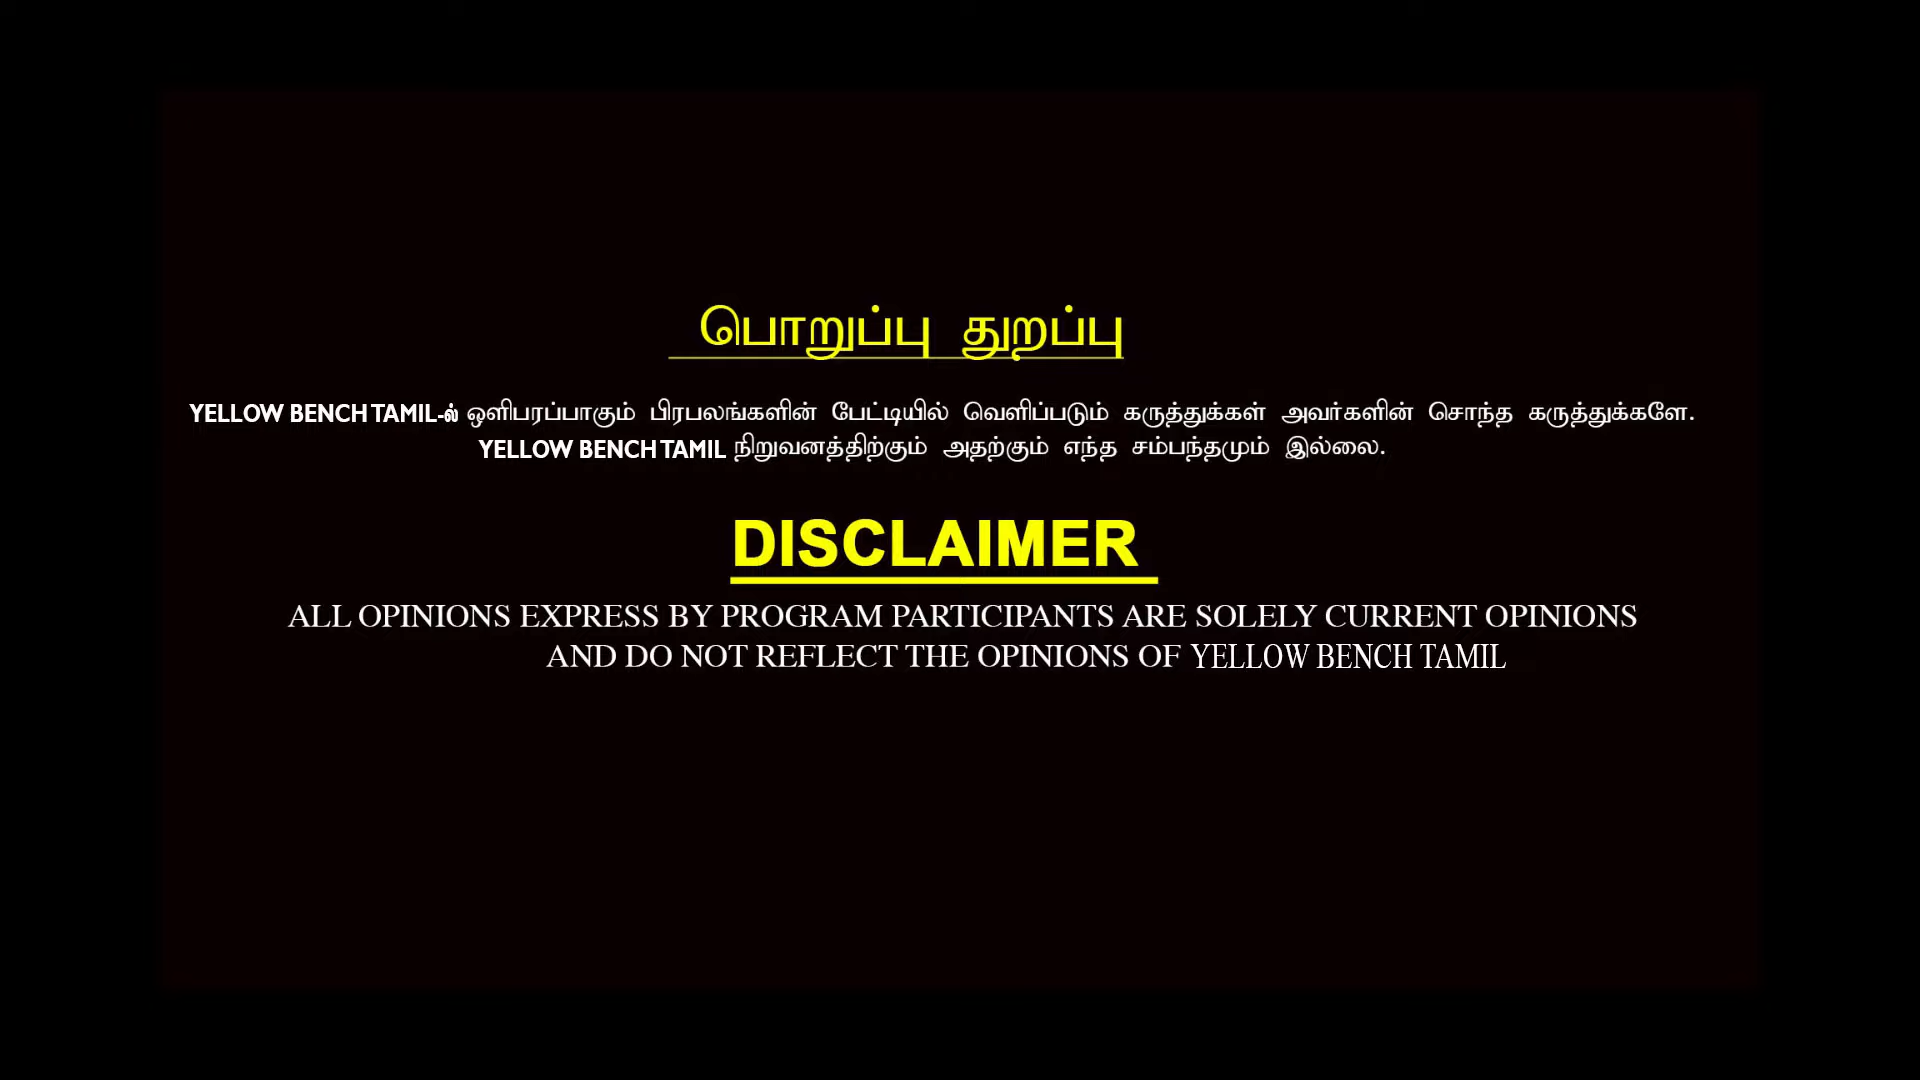 பொறுப்பு துறப்பு
YELLOW BENCH TAMIL-ல் ஒளிபரப்பாகும் பிரபலங்களின் பேட்டியில் வெளிப்படும் கருத்துக்கள் அவர்களின் சொந்த கருத்துக்களே.
YELLOW BENCH TAMIL நிறுவனத்திற்கும் அதற்கும் எந்த சம்பந்தமும் இல்லை.
DISCLAIMER
ALL OPINIONS EXPRESS BY PROGRAM PARTICIPANTS ARE SOLELY CURRENT OPINIONS
AND DO NOT REFLECT THE OPINIONS OF YELLOW BENCH TAMIL